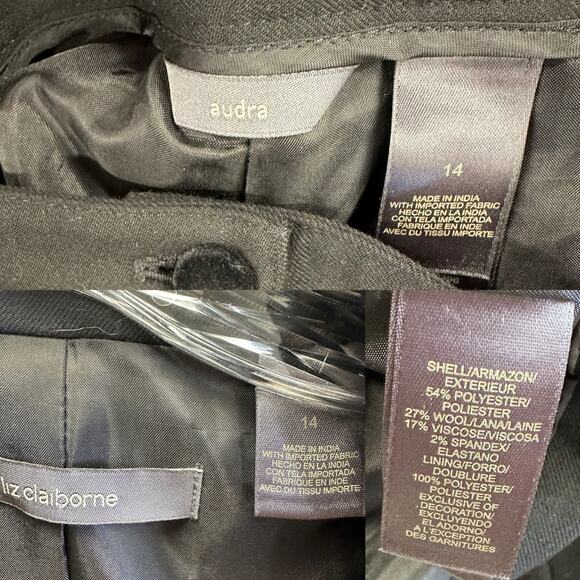 audra
14
MADE IN INDIA
WITH IMPORTED FABRIC
HECHO EN LA INDIA
CON TELA IMPORTADA
FABRIQUE EN INDE
AVEC DU TISSU IMPORTE
liz claiborne
14
MADE IN INDIA
WITH IMPORTED FABRIC
HECHO EN LA INDIA
CON TELA IMPORTADA
FABRIQUE EN INDE
AVEC DU TISSU IMPORTE
SHELL/ARMAZON/
EXTERIEUR
54% POLYESTER/
POLIESTER
27% WOOL/LANA/LAINE
17% VISCOSE/VISCOSA
2% SPANDEX/
ELASTANO
LINING/FORRO/
DOUBLURE
100% POLYESTER/
POLIESTER
EXCLUSIVE OF
DECORATION/
EXCLUYENDO
EL ADORNO/
A L'EXCEPTION
DES GARNITURES